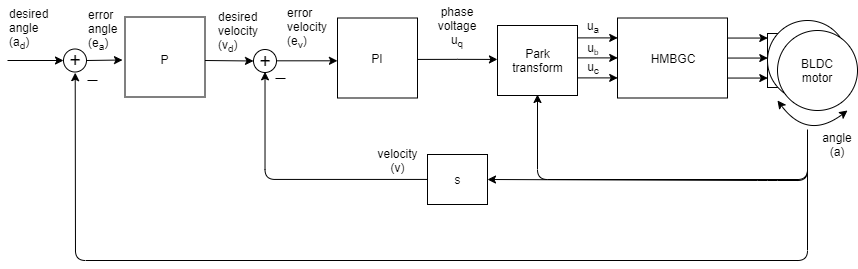 desired
angle
(a_d)
error
angle
(e_a)
desired
velocity
(v_d)
error
velocity
(e_v)
phase
voltage
u_q
+
−
P
+
−
PI
Park
transform
u_a
u_b
u_c
HMBGC
BLDC
motor
angle
(a)
velocity
(v)
s